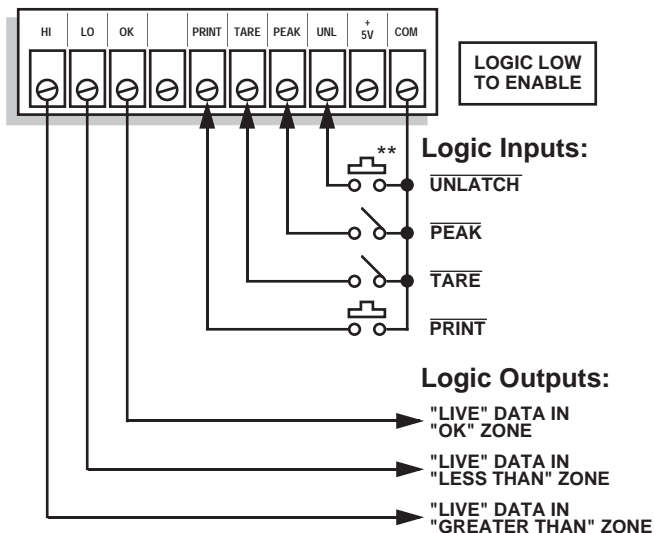 HI LO OK PRINT TARE PEAK UNL + 5V COM
LOGIC LOW
TO ENABLE
**
Logic Inputs:
UNLATCH
PEAK
TARE
PRINT
Logic Outputs:
"LIVE" DATA IN
"OK" ZONE
"LIVE" DATA IN
"LESS THAN" ZONE
"LIVE" DATA IN
"GREATER THAN" ZONE